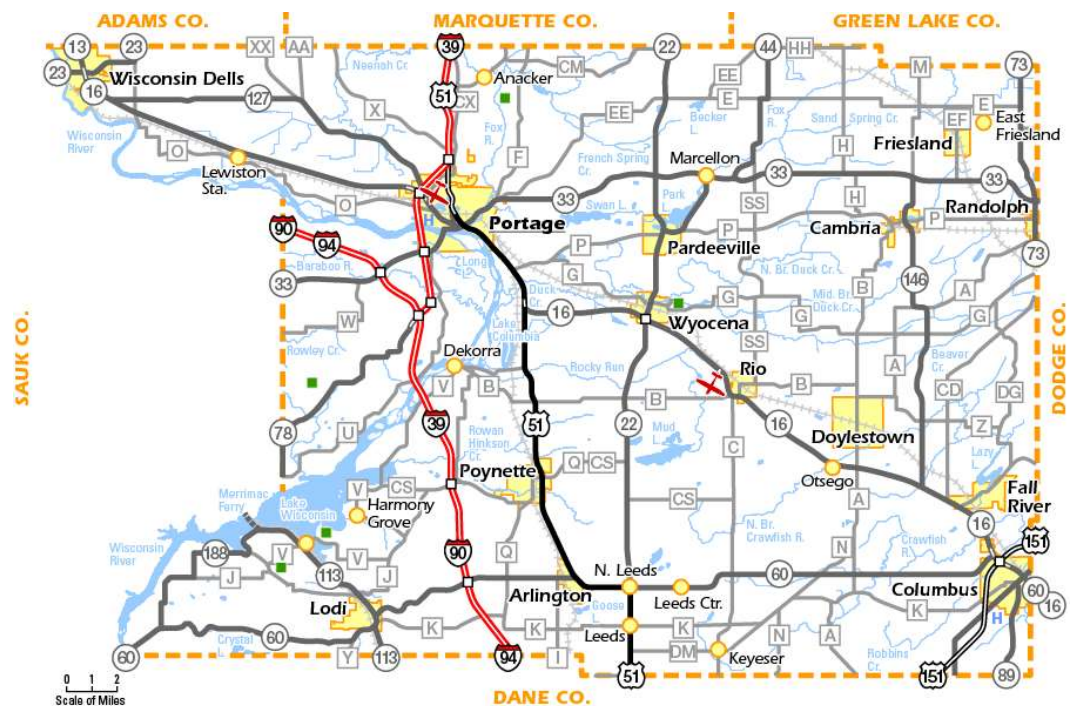 ADAMS CO.
MARQUETTE CO.
GREEN LAKE CO.
13
23
XX
AA
39
22
44
HH
23
16
Wisconsin Dells
Neenah Cr.
51
CX
Anacker
CM
EE
M
73
127
X
Fox
R.
EE
E
Becker
L.
Fox
R.
Sand
Spring Cr.
E
East
Friesland
EF
Friesland
Wisconsin
River
O
Lewiston
Sta.
F
French Spring
Cr.
Marcellon
H
H
33
33
33
O
H
Portage
Swan L.
Park
L.
SS
H
Cambria
P
Randolph
90
94
Baraboo R.
P
P
Pardeeville
73
33
Long
L.
G
N. Br. Duck Cr.
B
146
A
Duck
Cr.
16
G
Wyocena
G
Mid. Br.
Duck Cr.
G
W
Rowley Cr.
Lake
Columbia
SS
SAUK CO.
DODGE CO.
Dekorra
V
B
Rocky Run
B
Rio
B
A
Beaver
Cr.
CD
DG
78
U
39
51
22
Mud
L.
C
16
Doylestown
Z
Rowan
Hinkson
Cr.
Poynette
Q
CS
Otsego
Lazy
L.
Fall
River
Merrimac
Ferry
Lake
Wisconsin
V
CS
Harmony
Grove
CS
A
16
Wisconsin
River
188
V
V
J
J
113
90
Q
N. Br.
Crawfish R.
N
Crawfish
R.
151
N. Leeds
60
Lodi
Arlington
Goose
L.
Leeds Ctr.
Columbus
60
16
K
K
Leeds
K
K
H
60
Crystal
L.
60
Y
113
94
I
DM
Keyeser
N
A
Robbins
Cr.
51
151
89
0 1 2
Scale of Miles
DANE CO.